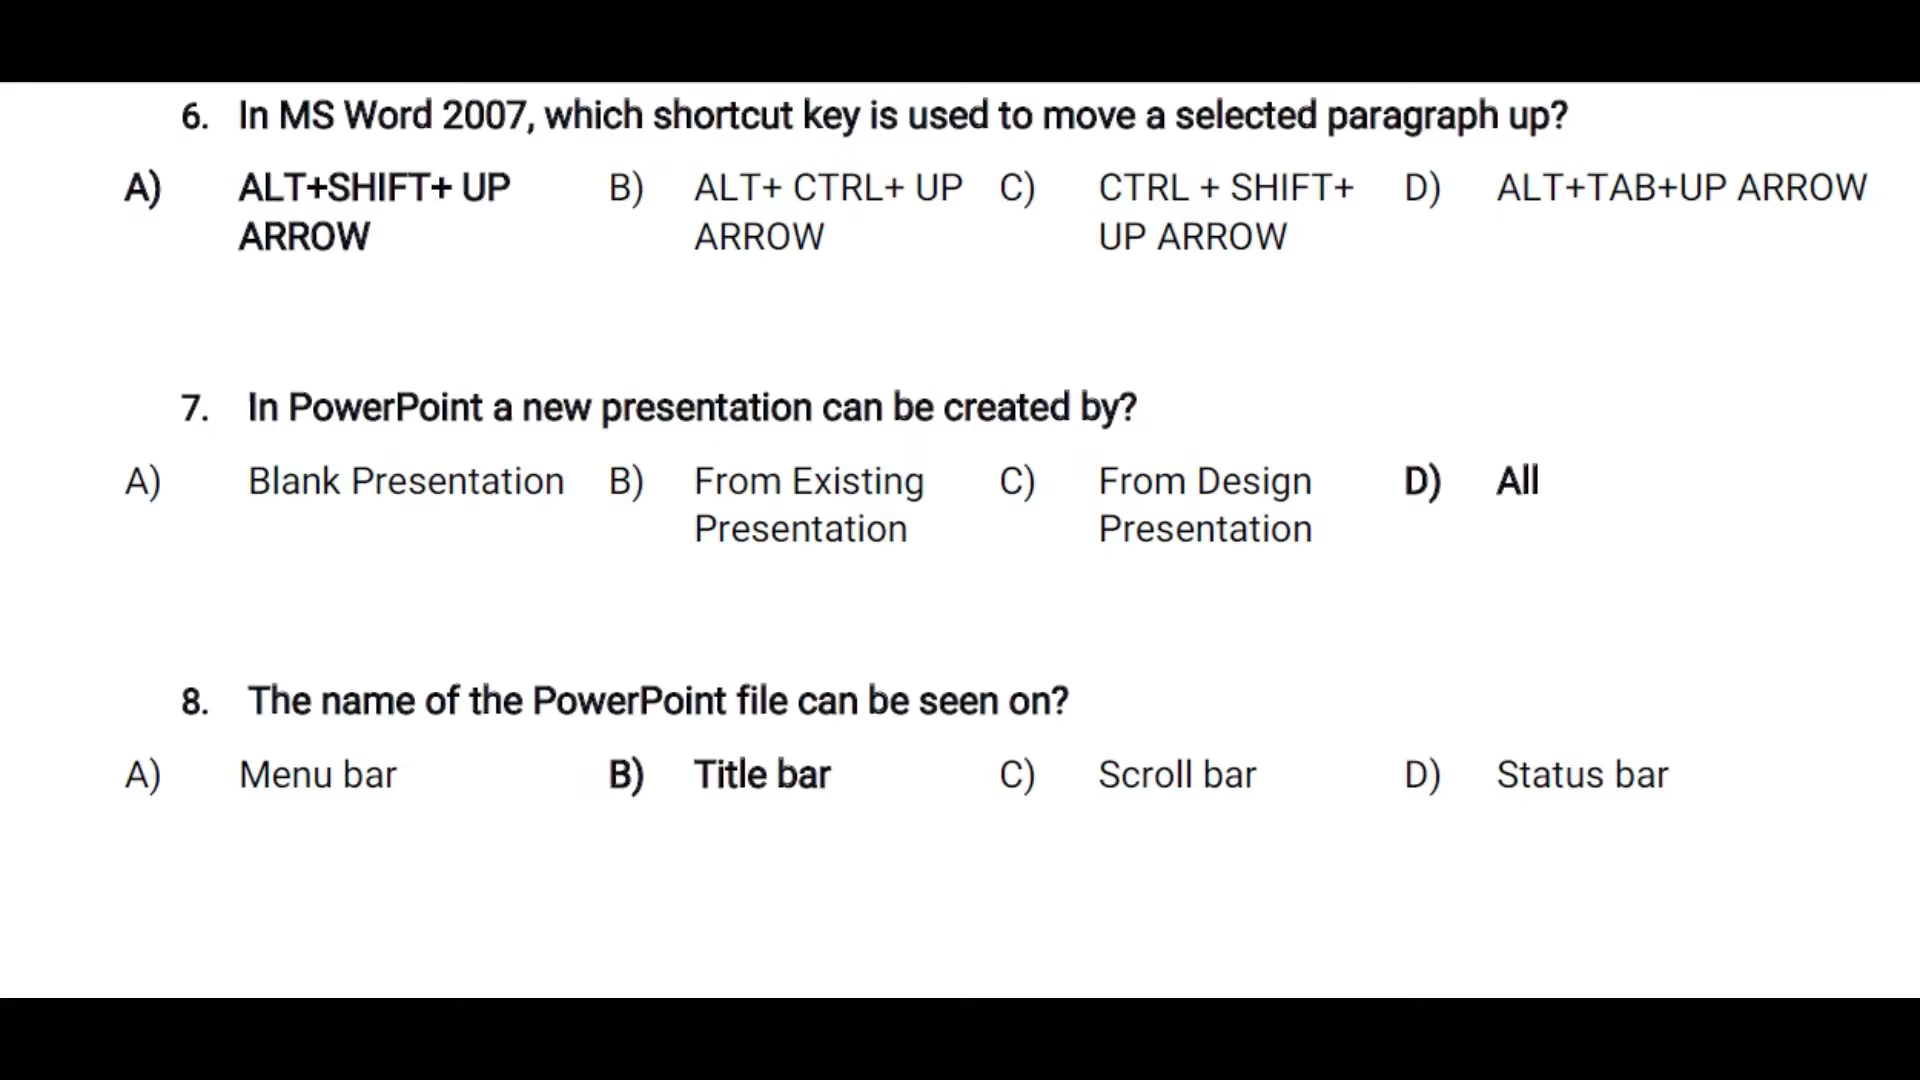 6. In MS Word 2007, which shortcut key is used to move a selected paragraph up?
A) ALT+SHIFT+ UP ARROW
B) ALT+ CTRL+ UP ARROW
C) CTRL + SHIFT+ UP ARROW
D) ALT+TAB+UP ARROW
7. In PowerPoint a new presentation can be created by?
A) Blank Presentation
B) From Existing Presentation
C) From Design Presentation
D) All
8. The name of the PowerPoint file can be seen on?
A) Menu bar
B) Title bar
C) Scroll bar
D) Status bar